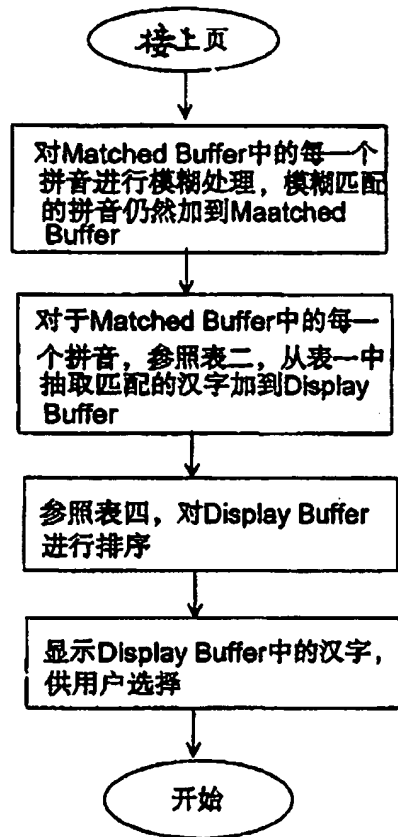 接上页
对Matched Buffer中的每一个
拼音进行模糊处理，模糊匹配
的拼音仍然加到Maatched
Buffer
对于Matched Buffer中的每一
个拼音，参照表二，从表一中
抽取匹配的汉字加到Display
Buffer
参照表四，对Display Buffer
进行排序
显示Display Buffer中的汉字，
供用户选择
开始